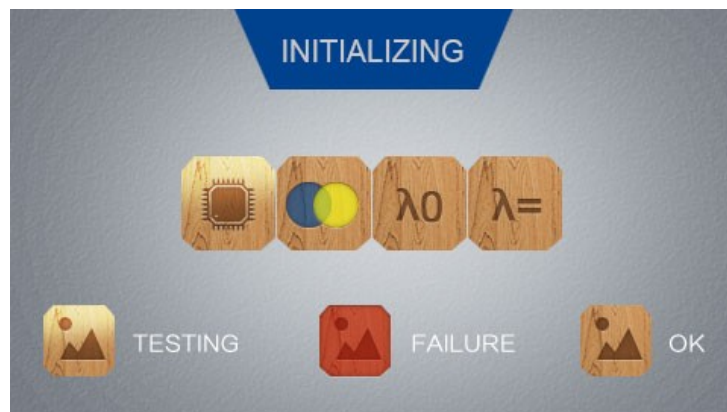 INITIALIZING
λ0
λ=
TESTING
FAILURE
OK